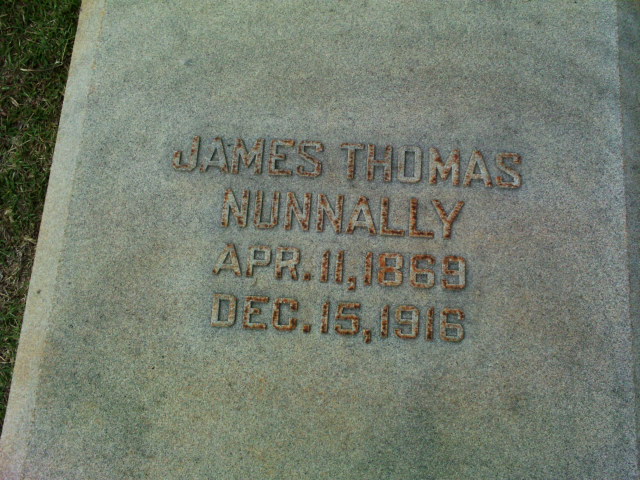 JAMES THOMAS
NUNNALLY
APR. 11, 1869
DEC. 15, 1916